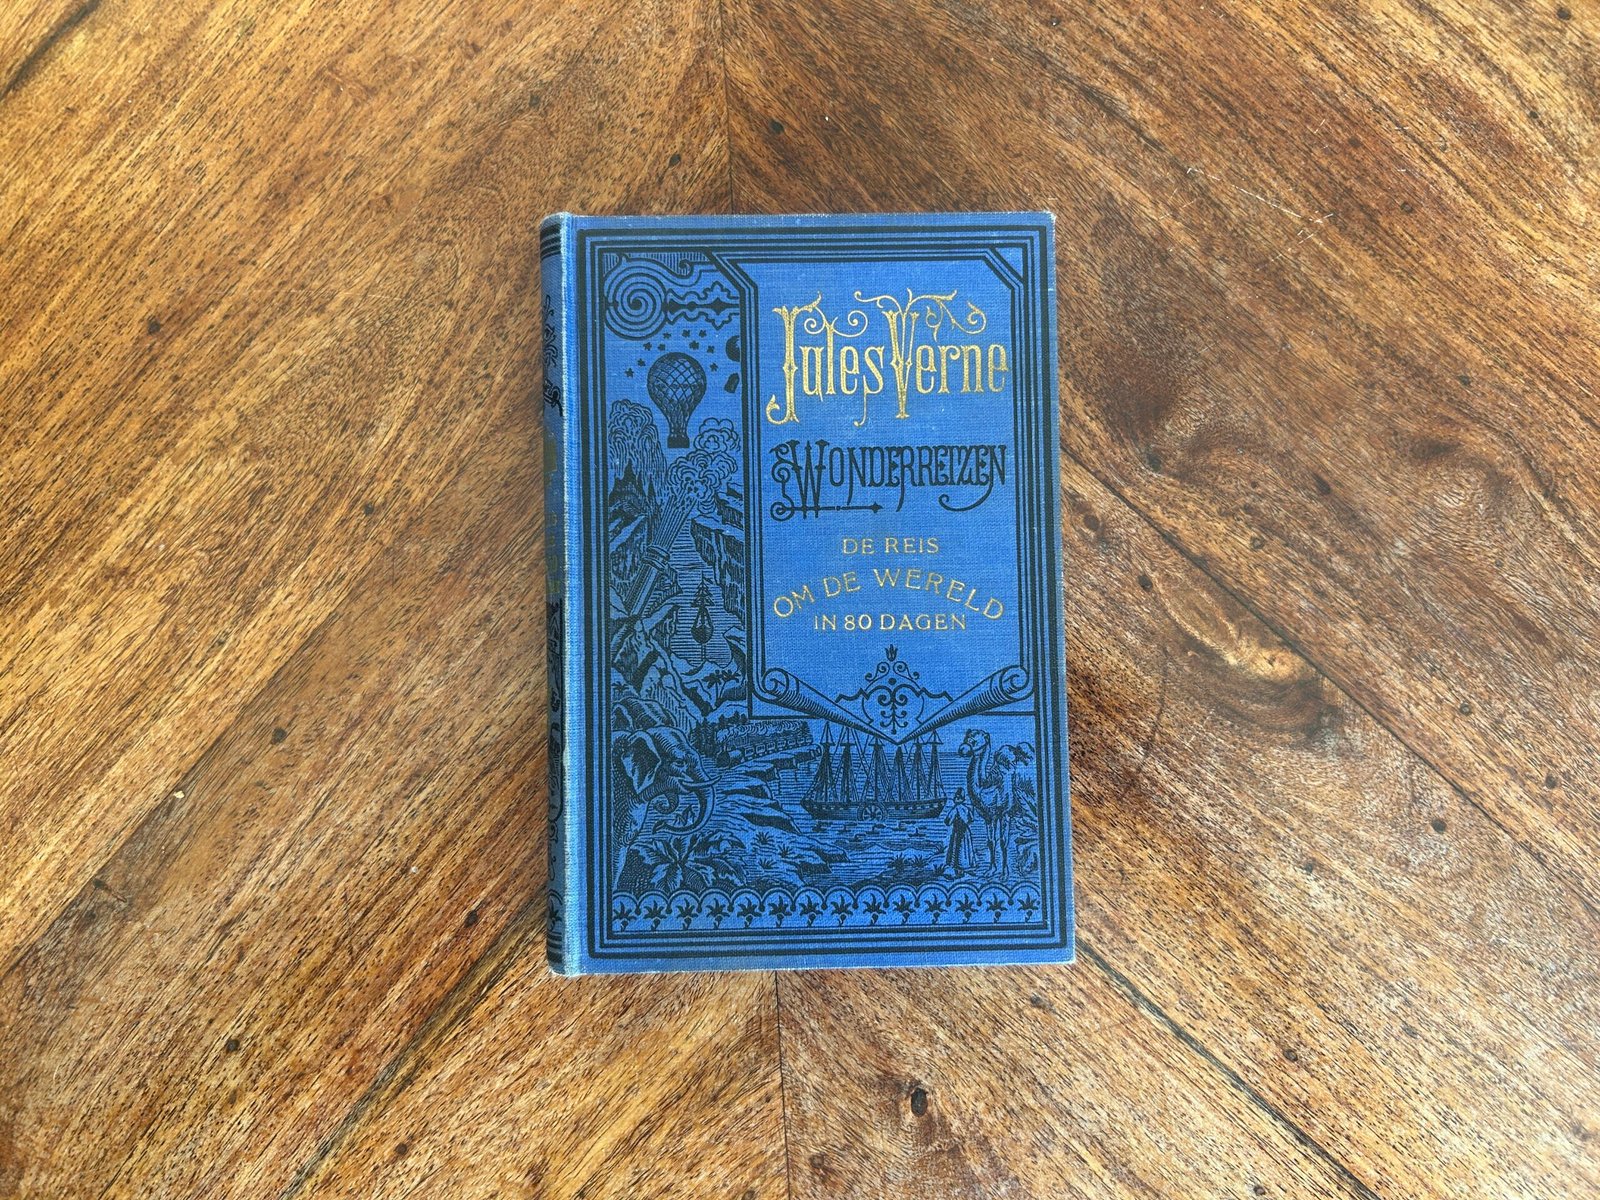 Jules Verne
WONDERREIZEN
DE REIS
OM DE WERELD
IN 80 DAGEN